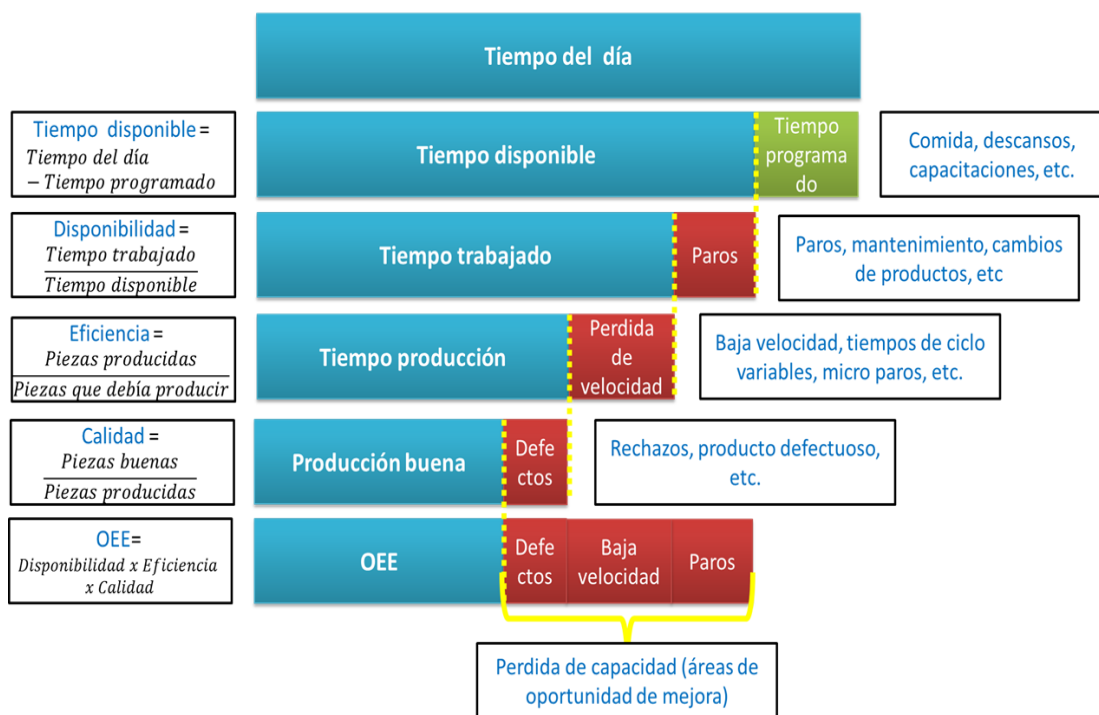 Tiempo del día
Tiempo disponible=
Tiempo del día
− Tiempo programado
Tiempo disponible
Tiempo
programa
do
Comida, descansos,
capacitaciones, etc.
Disponibilidad=
Tiempo trabajado
Tiempo disponible
Tiempo trabajado
Paros
Paros, mantenimiento, cambios
de productos, etc
Eficiencia=
Piezas producidas
Piezas que debía producir
Tiempo producción
Perdida
de
velocidad
Baja velocidad, tiempos de ciclo
variables, micro paros, etc.
Calidad=
Piezas buenas
Piezas producidas
Producción buena
Defe
ctos
Rechazos, producto defectuoso,
etc.
OEE=
Disponibilidad x Eficiencia
x Calidad
OEE
Defe
ctos
Baja
velocidad
Paros
Perdida de capacidad (áreas de
oportunidad de mejora)